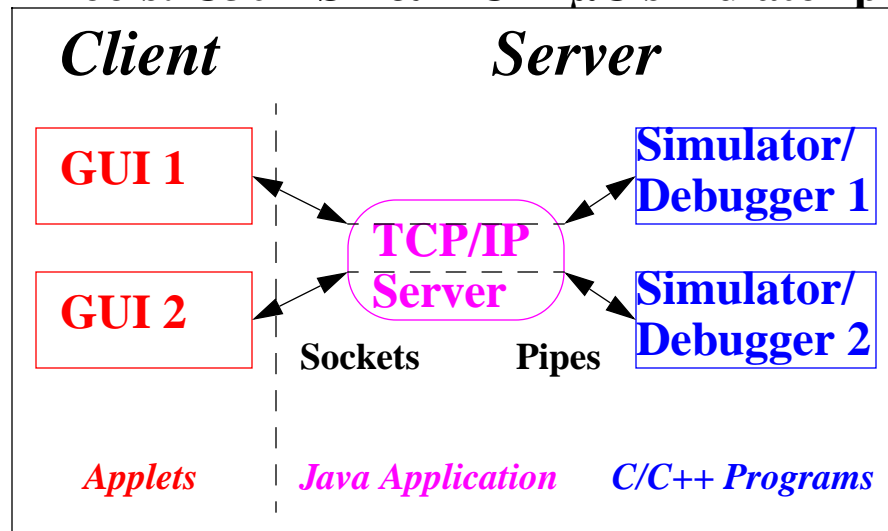 Client Server
GUI 1
Simulator/
Debugger 1
TCP/IP
Server
GUI 2
Simulator/
Debugger 2
Sockets Pipes
Applets Java Application C/C++ Programs